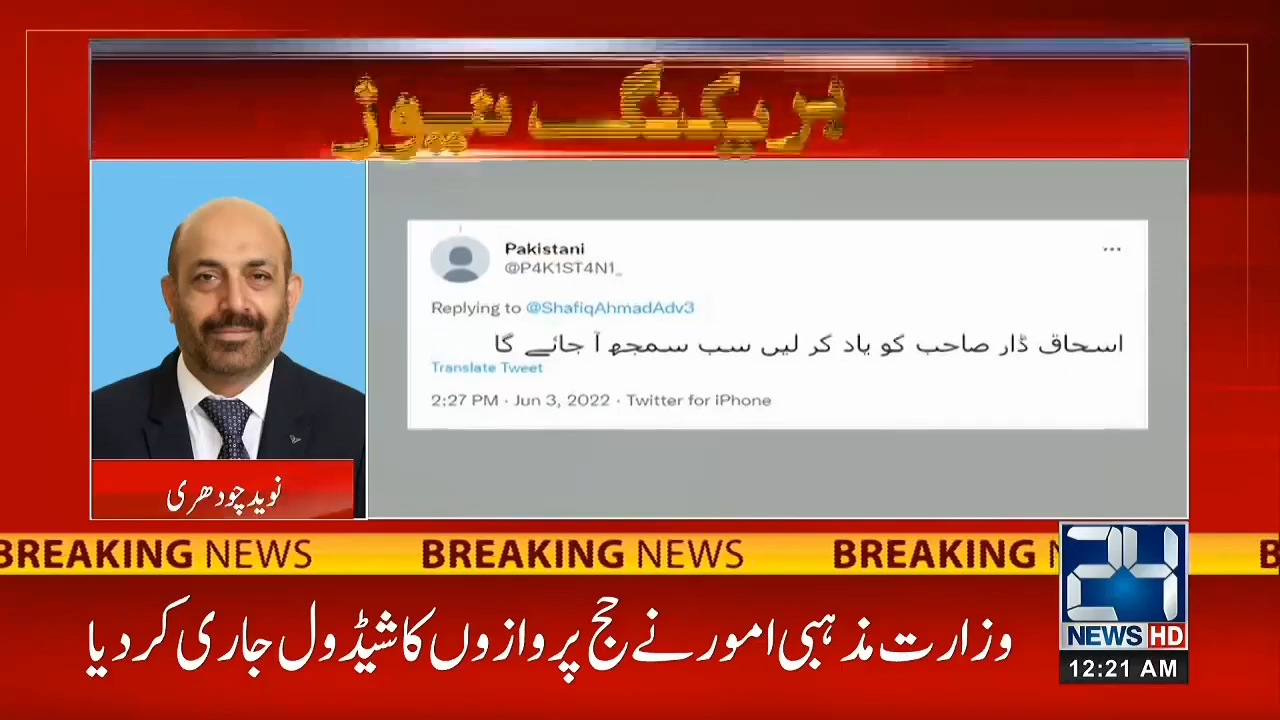 بریکنگ نیوز
Pakistani
@P4K1ST4N1_
Replying to @ShafiqAhmadAdv3
اسحاق ڈار صاحب کو یاد کر لیں سب سمجھ آ جائے گا
Translate Tweet
2:27 PM · Jun 3, 2022 · Twitter for iPhone
نوید چودھری
BREAKING NEWS BREAKING NEWS BREAKING N B
24
NEWS HD
وزارت مذہبی امور نے حج پروازوں کا شیڈول جاری کر دیا
12:21 AM